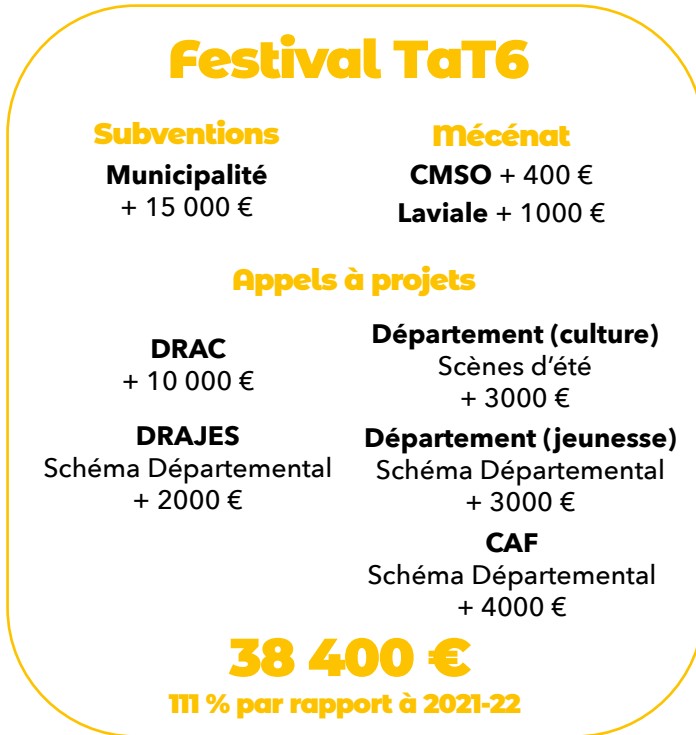 Festival TaT6
Subventions
Municipalité
+ 15 000 €
Mécénat
CMSO + 400 €
Laviale + 1000 €
Appels à projets
DRAC
+ 10 000 €
DRAJES
Schéma Départemental
+ 2000 €
Département (culture)
Scènes d’été
+ 3000 €
Département (jeunesse)
Schéma Départemental
+ 3000 €
CAF
Schéma Départemental
+ 4000 €
38 400 €
111 % par rapport à 2021-22